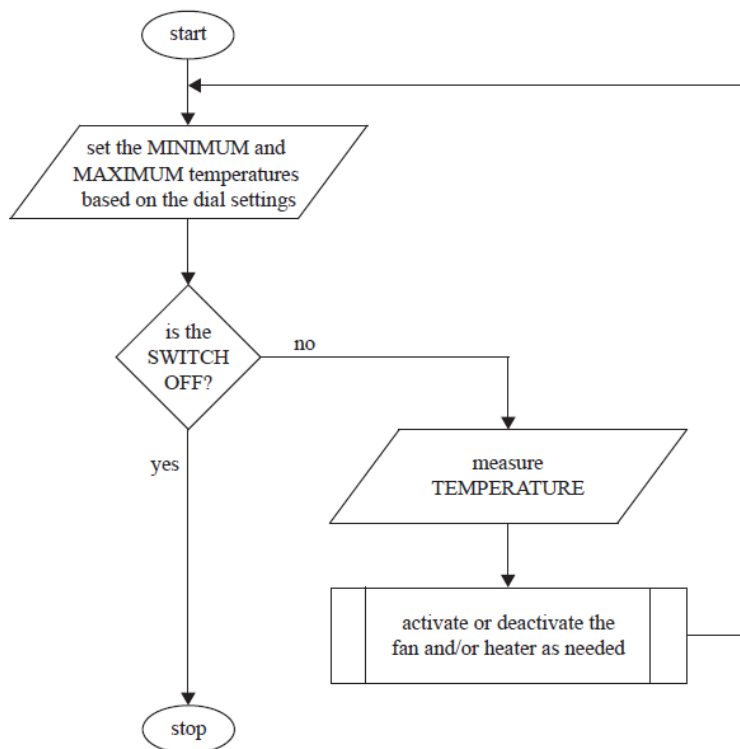 start
set the MINIMUM and
MAXIMUM temperatures
based on the dial settings
is the
SWITCH
OFF?
no
yes
measure
TEMPERATURE
activate or deactivate the
fan and/or heater as needed
stop